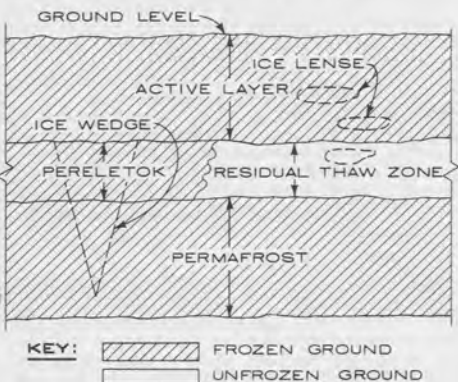 GROUND LEVEL
ICE LENSE
ACTIVE LAYER
ICE WEDGE
PERELETOK
RESIDUAL THAW ZONE
PERMAFROST
KEY:
FROZEN GROUND
UNFROZEN GROUND